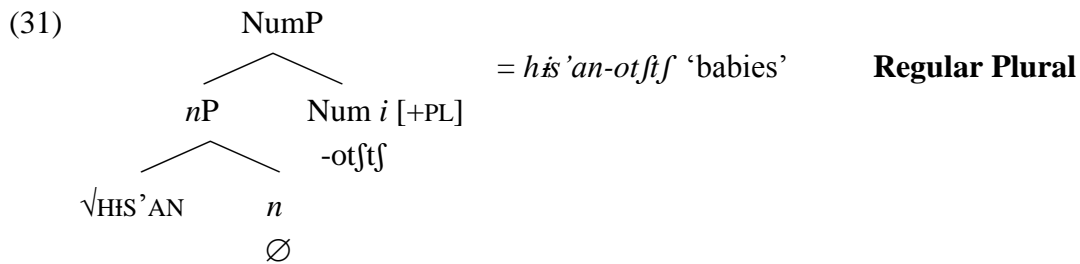 (31) NumP
= hɨs’an-otʃtʃ ‘babies’ Regular Plural
nP Num i [+PL]
-otʃtʃ
√HɨS’AN n
∅